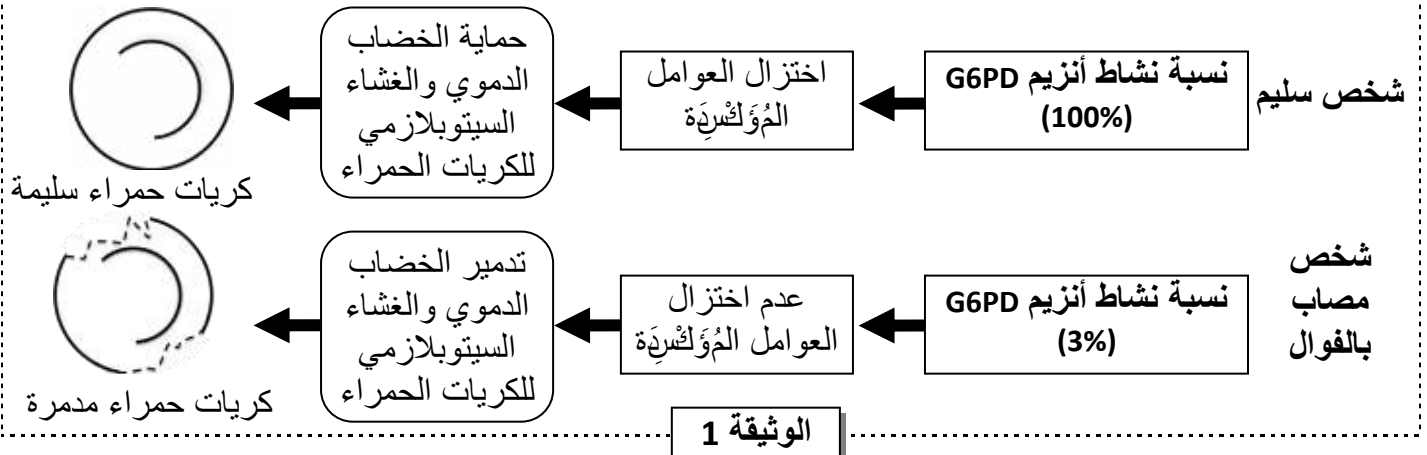 شخص سليم
نسبة نشاط أنزيم G6PD
(100%)
اختزال العوامل
المُؤَكْسِدَة
حماية الخضاب
الدموي والغشاء
السيتوبلازمي
للكريات الحمراء
كريات حمراء سليمة
شخص
مصاب
بالفوال
نسبة نشاط أنزيم G6PD
(3%)
عدم اختزال
العوامل المُؤَكْسِدَة
تدمير الخضاب
الدموي والغشاء
السيتوبلازمي
للكريات الحمراء
كريات حمراء مدمرة
الوثيقة 1